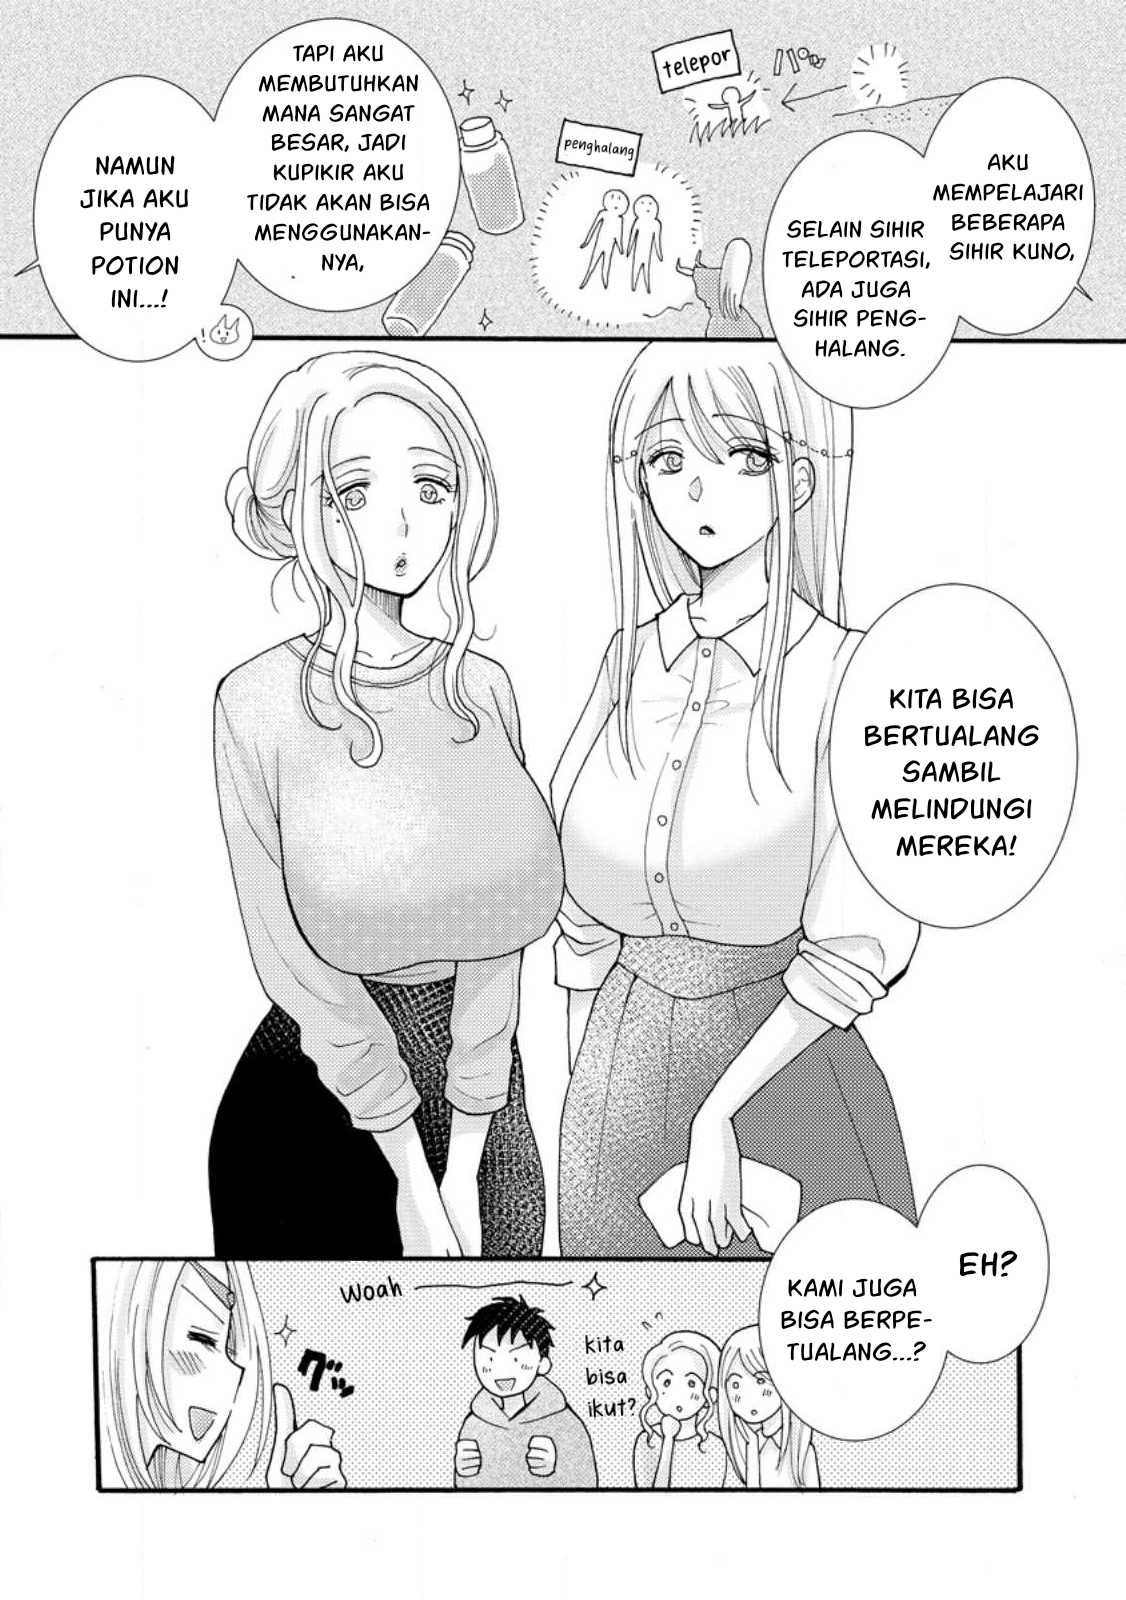 AKU
MEMPELAJARI
BEBERAPA
SIHIR KUNO,
SELAIN SIHIR
TELEPORTASI,
ADA JUGA
SIHIR PENG-
HALANG.
telepor
penghalang
TAPI AKU
MEMBUTUHKAN
MANA SANGAT
BESAR, JADI
KUPIKIR AKU
TIDAK AKAN BISA
MENGGUNAKAN-
NYA,
NAMUN
JIKA AKU
PUNYA
POTION
INI...!
!
KITA BISA
BERTUALANG
SAMBIL
MELINDUNGI
MEREKA!
EH?
KAMI JUGA
BISA BERPE-
TUALANG...?
kita
bisa
ikut?
Woah
グッ